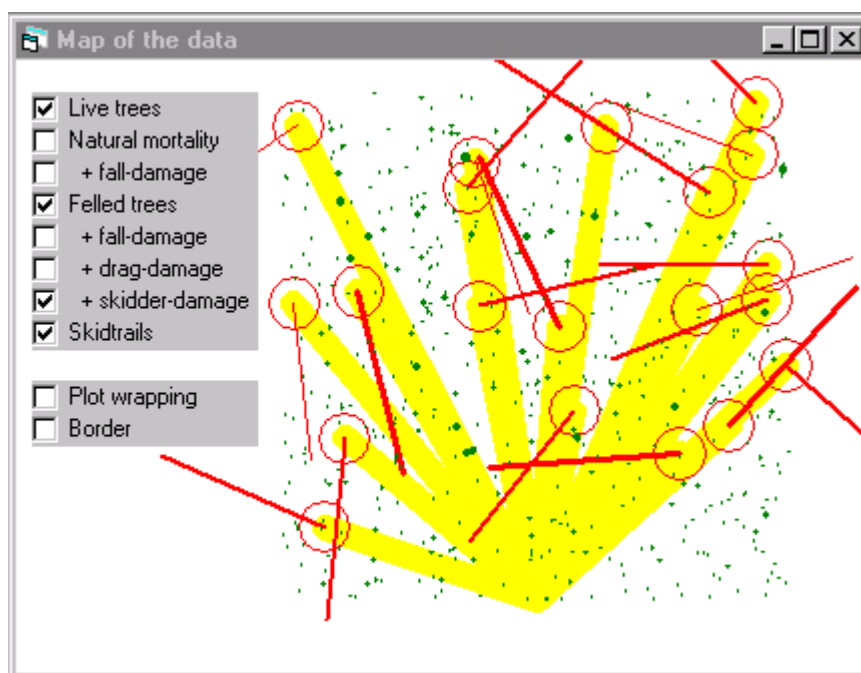 Map of the data
Live trees
Natural mortality
+ fall-damage
Felled trees
+ fall-damage
+ drag-damage
+ skidder-damage
Skidtrails
Plot wrapping
Border